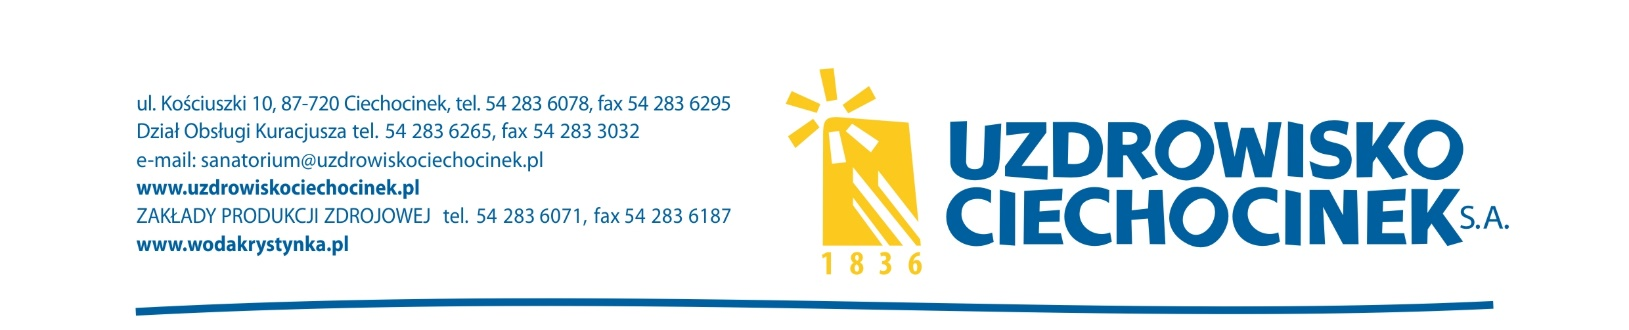 ul. Kościuszki 10, 87-720 Ciechocinek, tel. 54 283 6078, fax 54 283 6295
Dział Obsługi Kuracjusza tel. 54 283 6265, fax 54 283 3032
e-mail: sanatorium@uzdrowiskociechocinek.pl
www.uzdrowiskociechocinek.pl
ZAKŁADY PRODUKCJI ZDROJOWEJ tel. 54 283 6071, fax 54 283 6187
www.wodakrystynka.pl
1836
UZDROWISKO
CIECHOCINEK S.A.